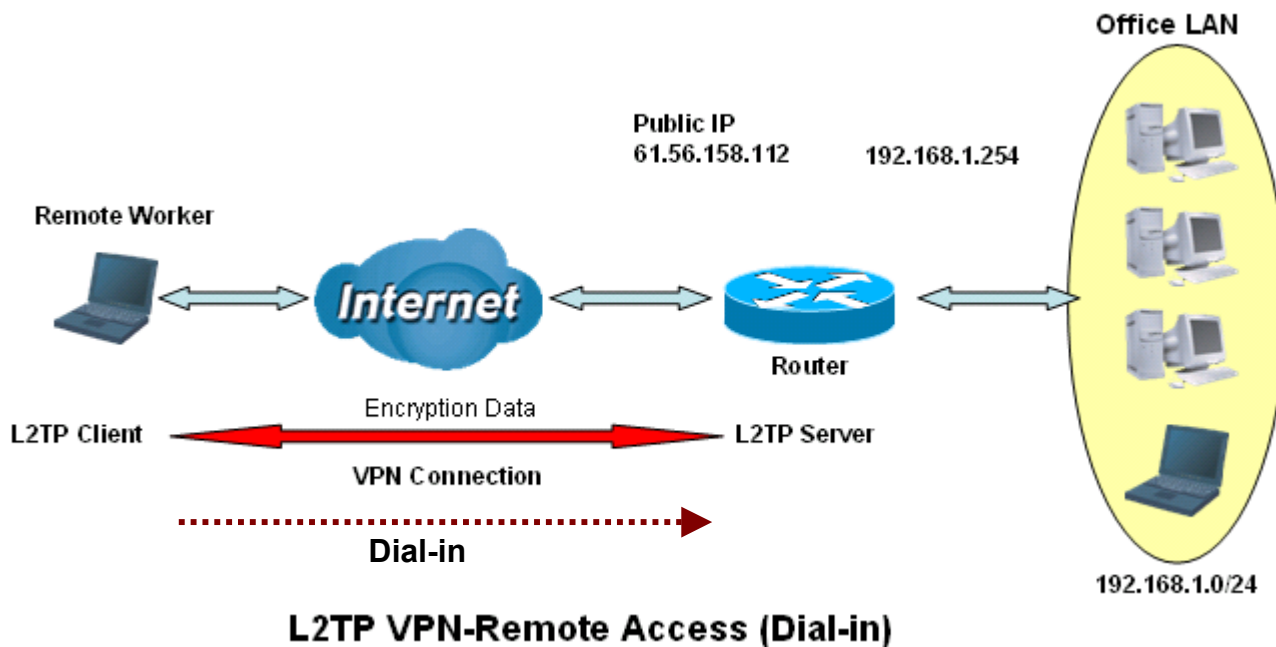 Office LAN
Public IP
61.56.158.112
192.168.1.254
Remote Worker
Internet
Router
Encryption Data
L2TP Client
L2TP Server
VPN Connection
Dial-in
192.168.1.0/24
L2TP VPN-Remote Access (Dial-in)